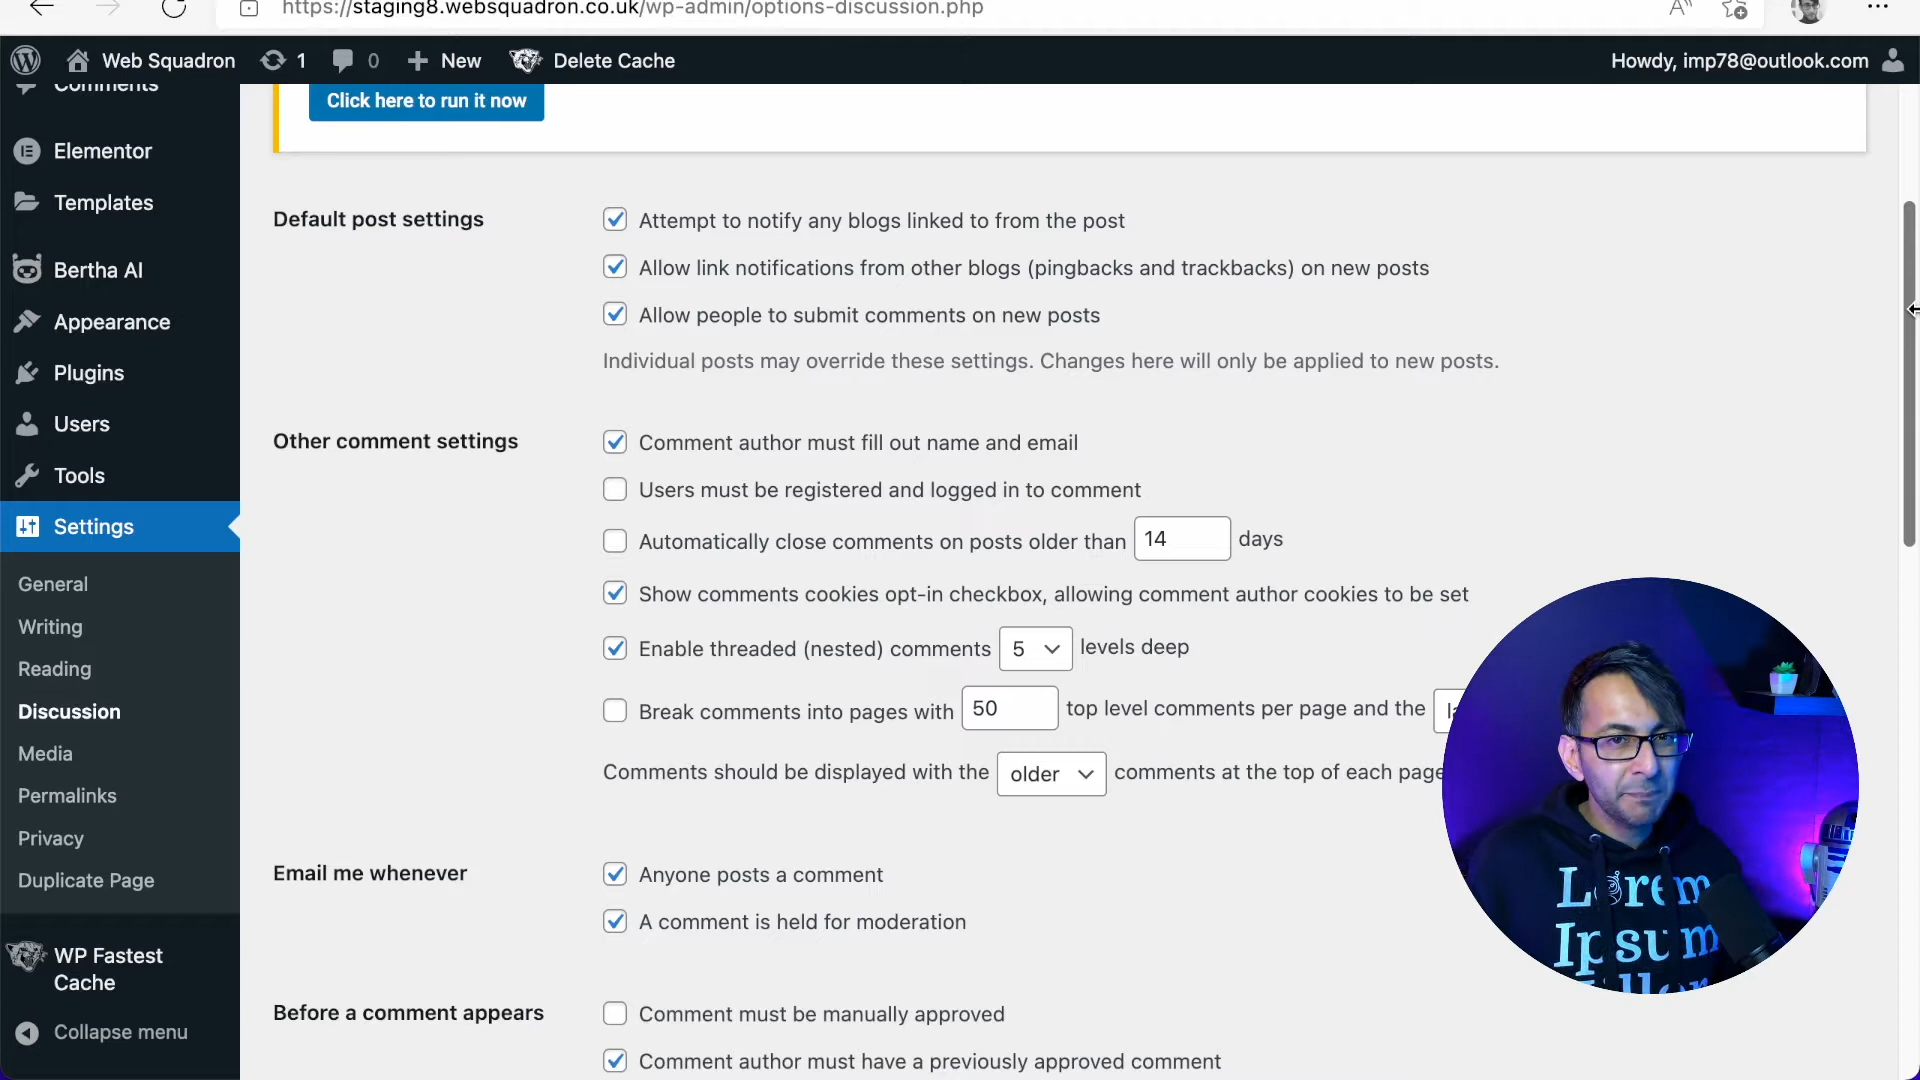 https://staging8.websquadron.co.uk/wp-admin/options-discussion.php
Web Squadron 1 0 New Delete Cache Howdy, imp78@outlook.com
Comments
Elementor
Templates
Bertha AI
Appearance
Plugins
Users
Tools
Settings
General
Writing
Reading
Discussion
Media
Permalinks
Privacy
Duplicate Page
WP Fastest
Cache
Collapse menu
Click here to run it now
Default post settings
Attempt to notify any blogs linked to from the post
Allow link notifications from other blogs (pingbacks and trackbacks) on new posts
Allow people to submit comments on new posts
Individual posts may override these settings. Changes here will only be applied to new posts.
Other comment settings
Comment author must fill out name and email
Users must be registered and logged in to comment
Automatically close comments on posts older than 14 days
Show comments cookies opt-in checkbox, allowing comment author cookies to be set
Enable threaded (nested) comments 5 levels deep
Break comments into pages with 50 top level comments per page and the
Comments should be displayed with the older comments at the top of each page
Email me whenever
Anyone posts a comment
A comment is held for moderation
Before a comment appears
Comment must be manually approved
Comment author must have a previously approved comment
Lorem
Ipsum